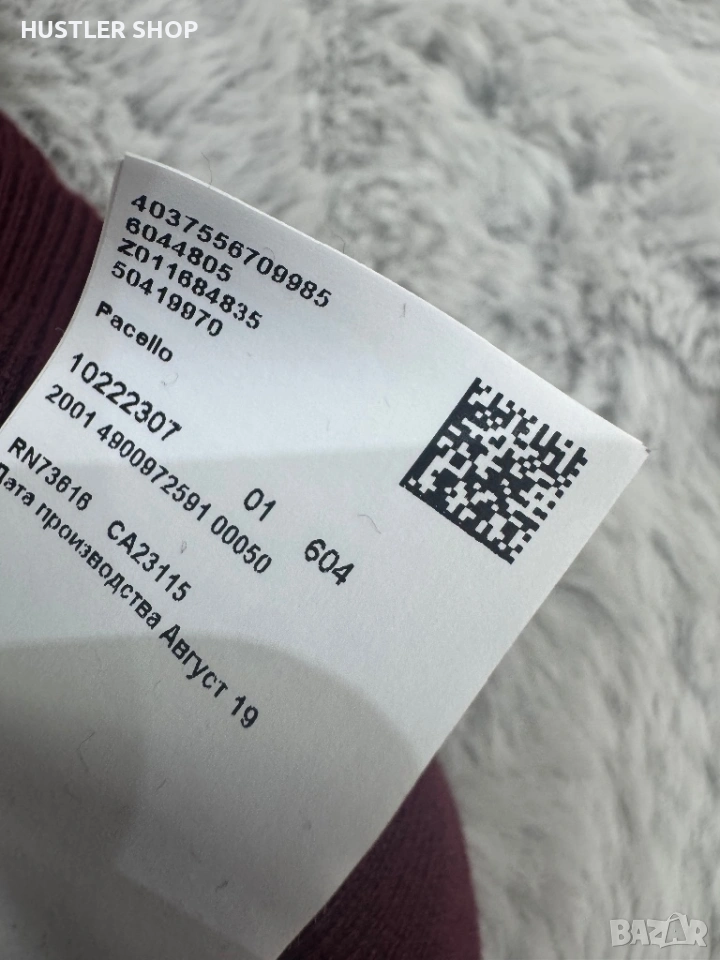 HUSTLER SHOP
4037556709985
6044805
Z011684835
50419970
Pacello
10222307 01 604
2001 4900972591 00050
RN73616 CA23115
Дата производства Август 19
BAZAR